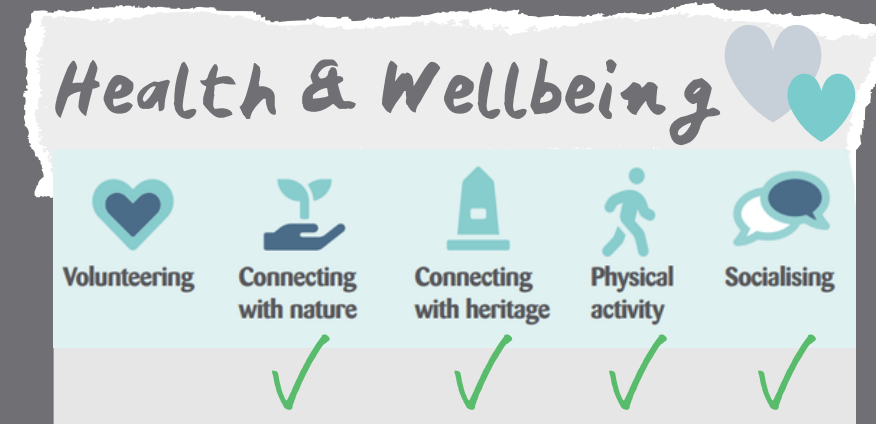 Health & Wellbeing
Volunteering
Connecting
with nature
Connecting
with heritage
Physical
activity
Socialising